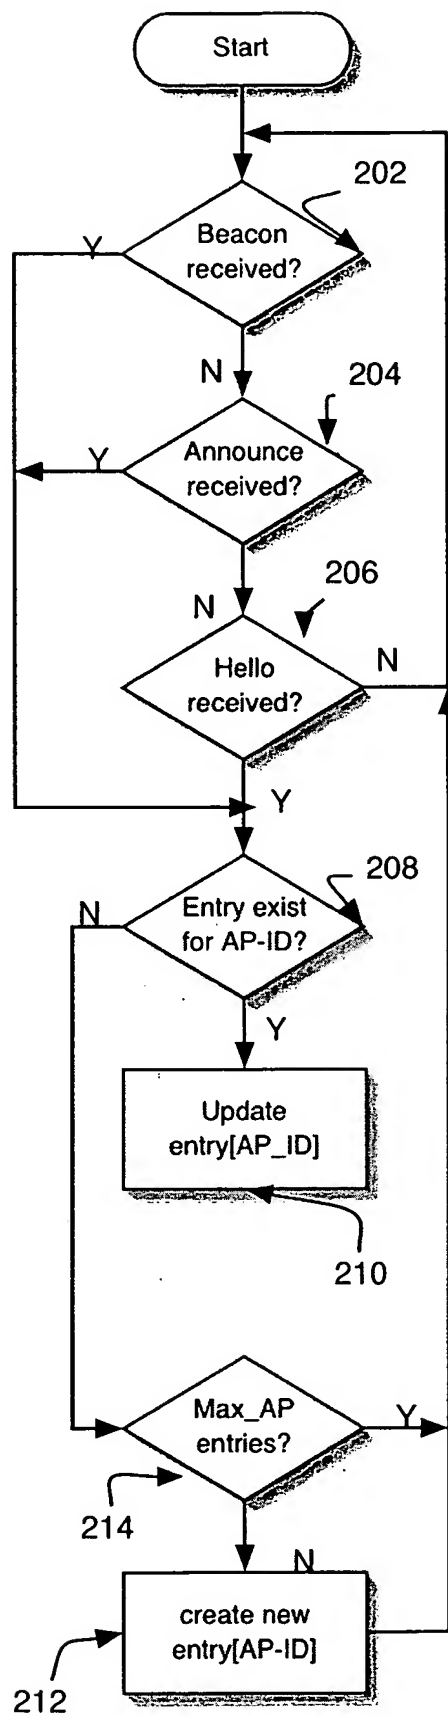 Start
202
Beacon
received?
Y
N
204
Announce
received?
Y
N
206
Hello
received?
N
Y
208
Entry exist
for AP-ID?
N
Y
Update
entry[AP_ID]
210
Max_AP
entries?
Y
214
N
create new
entry[AP-ID]
212